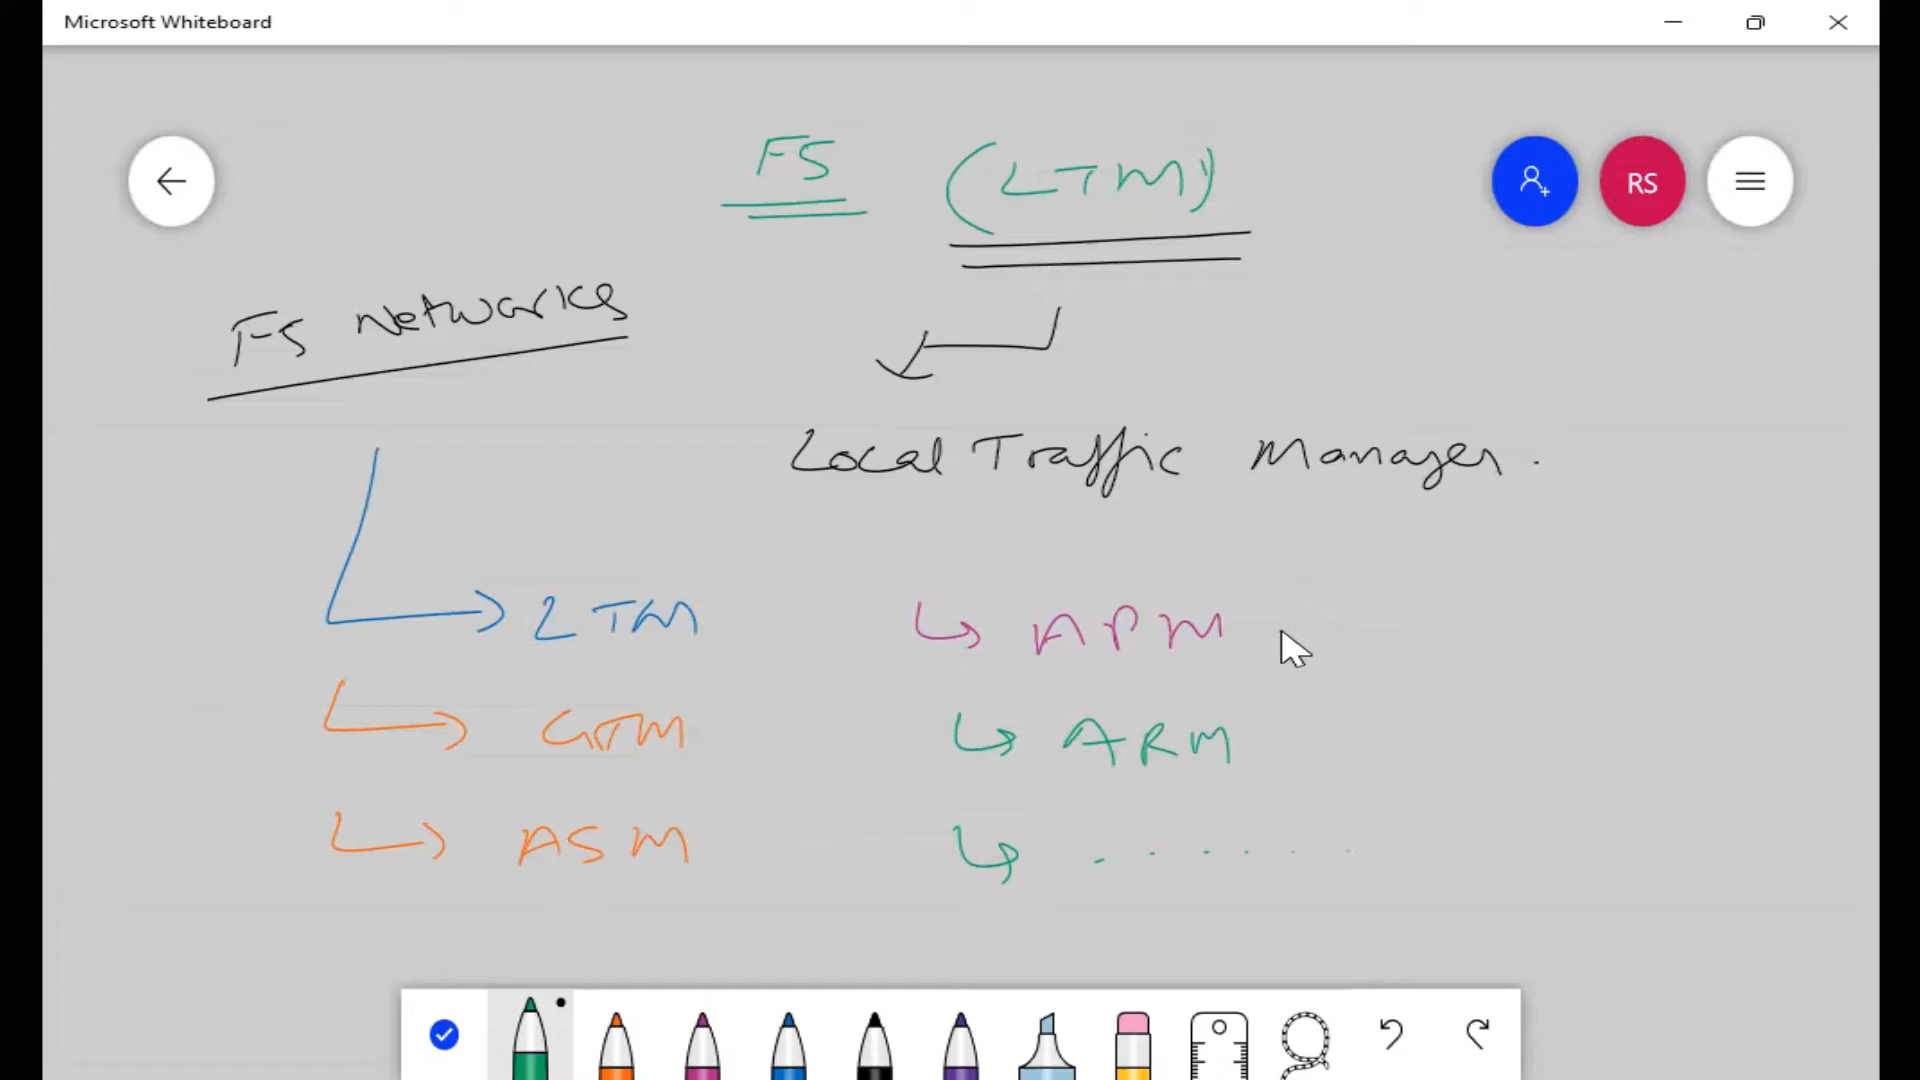 Microsoft Whiteboard
F5 (LTM)
RS
F5 Networks
Local Traffic Manager.
LTM
APM
GTM
ARM
ASM
.......